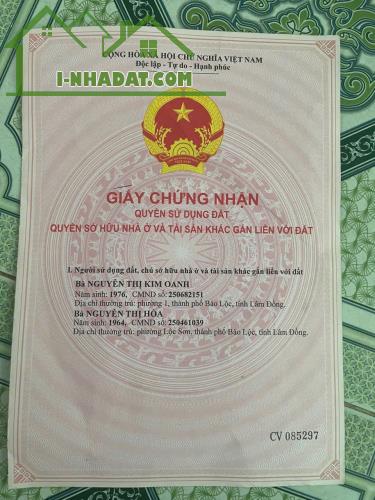 I-NHADAT.COM
CỘNG HÒA XÃ HỘI CHỦ NGHĨA VIỆT NAM
Độc lập - Tự do - Hạnh phúc
VIỆT NAM
GIẤY CHỨNG NHẬN
QUYỀN SỬ DỤNG ĐẤT
QUYỀN SỞ HỮU NHÀ Ở VÀ TÀI SẢN KHÁC GẮN LIỀN VỚI ĐẤT
I. Người sử dụng đất, chủ sở hữu nhà ở và tài sản khác gắn liền với đất
Bà NGUYỄN THỊ KIM OANH
Năm sinh: 1976, CMND số: 250682151
Địa chỉ thường trú: phường 1, thành phố Bảo Lộc, tỉnh Lâm Đồng.
Bà NGUYỄN THỊ HÒA
Năm sinh: 1964, CMND số: 250461039
Địa chỉ thường trú: phường Lộc Sơn, thành phố Bảo Lộc, tỉnh Lâm Đồng.
CV 085297